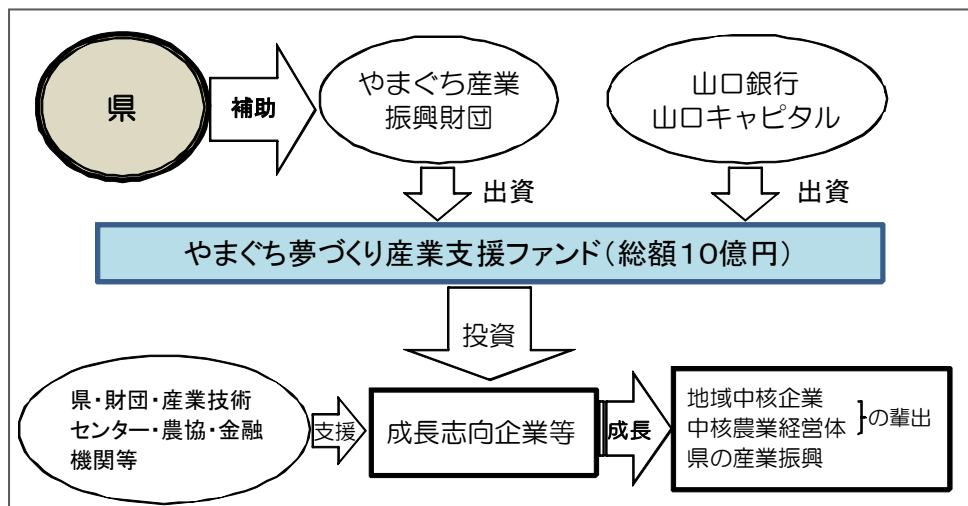 県
補助
やまぐち産業
振興財団
山口銀行
山口キャピタル
出資
出資
やまぐち夢づくり産業支援ファンド(総額10億円)
投資
県・財団・産業技術
センター・農協・金融
機関等
支援
成長志向企業等
成長
地域中核企業
中核農業経営体
の輩出
県の産業振興